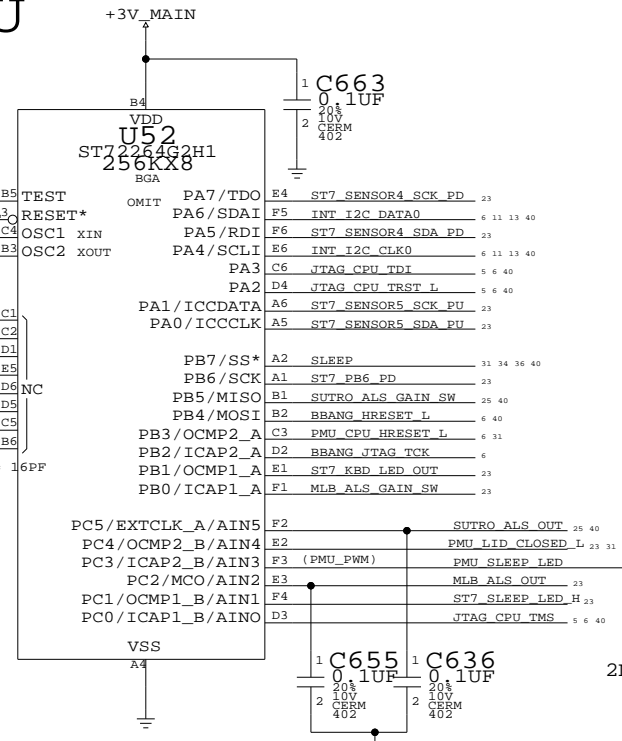 U
+3V_MAIN
1 C663
0.1UF
20%
10V
2 CERM
402
B4
VDD
U52
ST72264G2H1
256KX8
BGA
OMIT
B5 TEST PA7/TDO E4 ST7_SENSOR4_SCK_PD 23
A3 RESET* PA6/SDAI F5 INT_I2C_DATA0 6 11 13 40
C4 OSC1 XIN PA5/RDI F6 ST7_SENSOR4_SDA_PD 23
B3 OSC2 XOUT PA4/SCLI E6 INT_I2C_CLK0 6 11 13 40
PA3 C6 JTAG_CPU_TDI 5 6 40
PA2 D4 JTAG_CPU_TRST_L 5 6 40
C1 PA1/ICCDATA A6 ST7_SENSOR5_SCK_PU 23
C2 PA0/ICCCLK A5 ST7_SENSOR5_SDA_PU 23
D1
E5 PB7/SS* A2 SLEEP 31 34 36 40
D6 NC PB6/SCK A1 ST7_PB6_PD 23
D5 PB5/MISO B1 SUTRO_ALS_GAIN_SW 25 40
C5 PB4/MOSI B2 BBANG_HRESET_L 6 40
B6 PB3/OCMP2_A C3 PMU_CPU_HRESET_L 6 31
PB2/ICAP2_A D2 BBANG_JTAG_TCK 6
16PF PB1/OCMP1_A E1 ST7_KBD_LED_OUT 23
PB0/ICAP1_A F1 MLB_ALS_GAIN_SW 23
PC5/EXTCLK_A/AIN5 F2 SUTRO_ALS_OUT 25 40
PC4/OCMP2_B/AIN4 E2 PMU_LID_CLOSED_L 23 31
PC3/ICAP2_B/AIN3 F3 (PMU_PWM) PMU_SLEEP_LED
PC2/MCO/AIN2 E3 MLB_ALS_OUT 23
PC1/OCMP1_B/AIN1 F4 ST7_SLEEP_LED_H 23
PC0/ICAP1_B/AIN0 D3 JTAG_CPU_TMS 5 6 40
VSS
A4
1 C655 1 C636
0.1UF 0.1UF
20% 20%
10V 10V
2 CERM 2 CERM
402 402